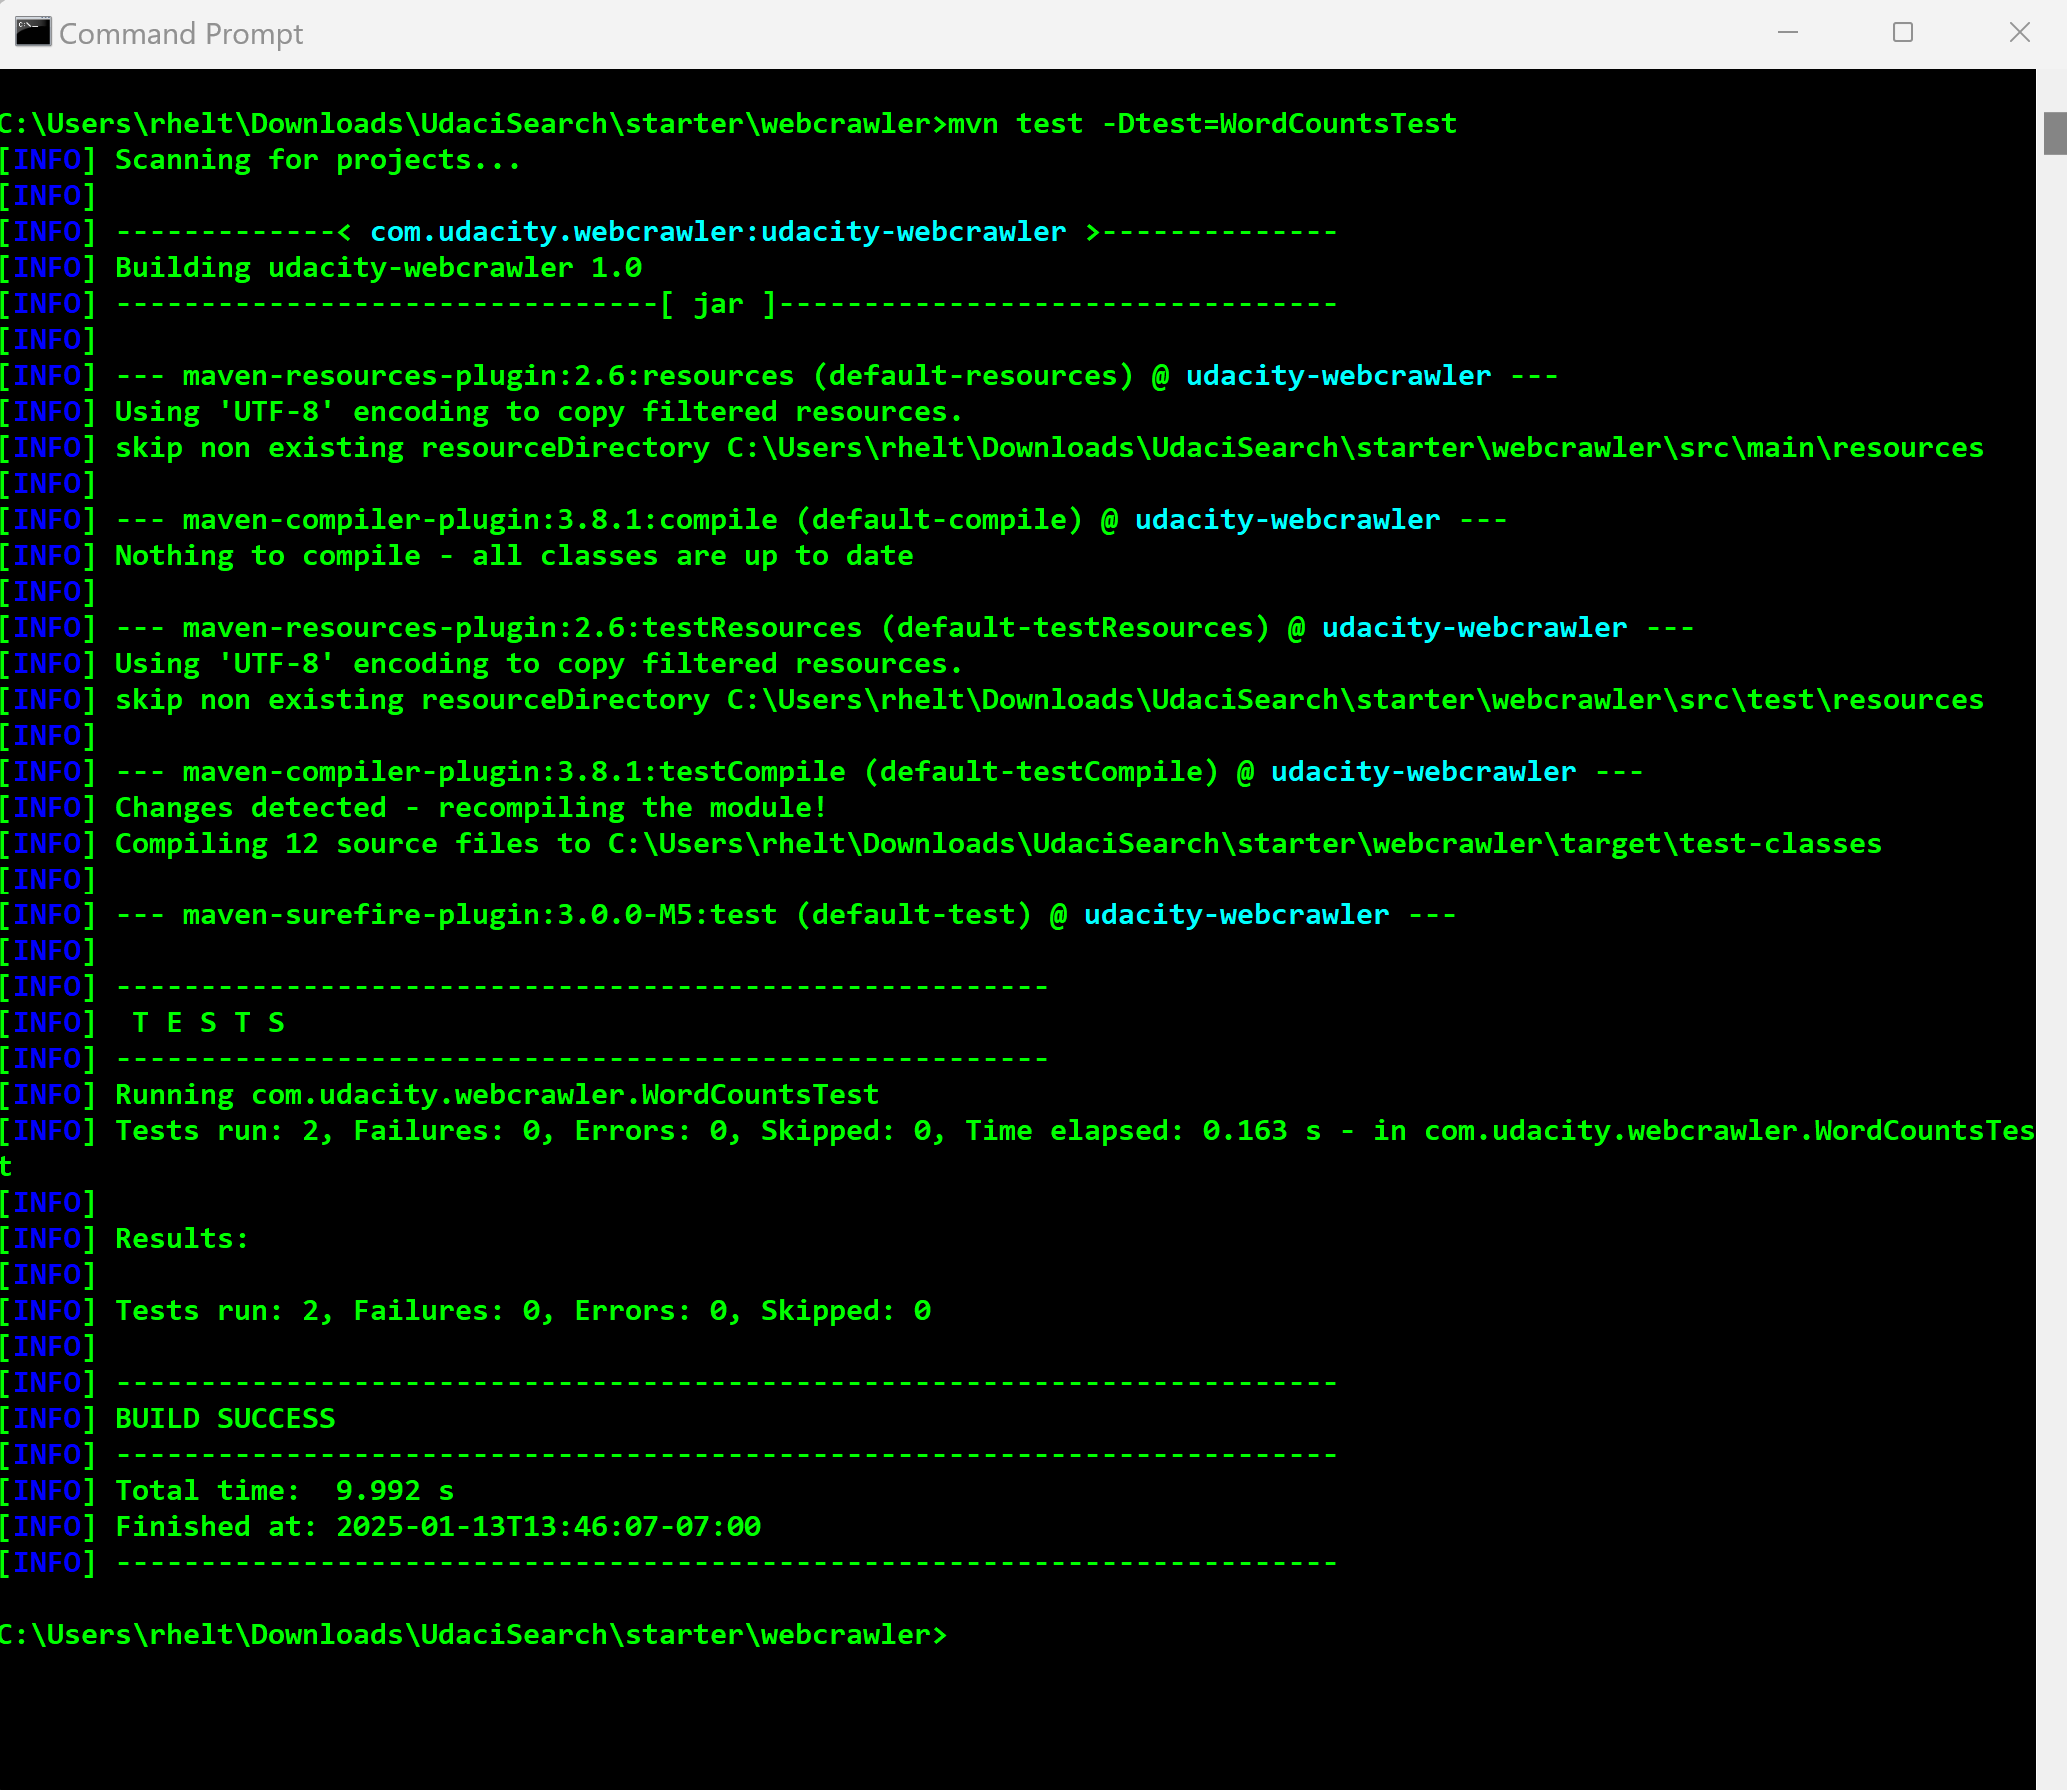 Command Prompt
C:\Users\rhelt\Downloads\UdaciSearch\starter\webcrawler>mvn test -Dtest=WordCountsTest
[INFO] Scanning for projects...
[INFO]
[INFO] -------------< com.udacity.webcrawler:udacity-webcrawler >--------------
[INFO] Building udacity-webcrawler 1.0
[INFO] --------------------------------[ jar ]---------------------------------
[INFO]
[INFO] --- maven-resources-plugin:2.6:resources (default-resources) @ udacity-webcrawler ---
[INFO] Using 'UTF-8' encoding to copy filtered resources.
[INFO] skip non existing resourceDirectory C:\Users\rhelt\Downloads\UdaciSearch\starter\webcrawler\src\main\resources
[INFO]
[INFO] --- maven-compiler-plugin:3.8.1:compile (default-compile) @ udacity-webcrawler ---
[INFO] Nothing to compile - all classes are up to date
[INFO]
[INFO] --- maven-resources-plugin:2.6:testResources (default-testResources) @ udacity-webcrawler ---
[INFO] Using 'UTF-8' encoding to copy filtered resources.
[INFO] skip non existing resourceDirectory C:\Users\rhelt\Downloads\UdaciSearch\starter\webcrawler\src\test\resources
[INFO]
[INFO] --- maven-compiler-plugin:3.8.1:testCompile (default-testCompile) @ udacity-webcrawler ---
[INFO] Changes detected - recompiling the module!
[INFO] Compiling 12 source files to C:\Users\rhelt\Downloads\UdaciSearch\starter\webcrawler\target\test-classes
[INFO]
[INFO] --- maven-surefire-plugin:3.0.0-M5:test (default-test) @ udacity-webcrawler ---
[INFO]
[INFO] -------------------------------------------------------
[INFO]  T E S T S
[INFO] -------------------------------------------------------
[INFO] Running com.udacity.webcrawler.WordCountsTest
[INFO] Tests run: 2, Failures: 0, Errors: 0, Skipped: 0, Time elapsed: 0.163 s - in com.udacity.webcrawler.WordCountsTes
t
[INFO]
[INFO] Results:
[INFO]
[INFO] Tests run: 2, Failures: 0, Errors: 0, Skipped: 0
[INFO]
[INFO] ------------------------------------------------------------------------
[INFO] BUILD SUCCESS
[INFO] ------------------------------------------------------------------------
[INFO] Total time:  9.992 s
[INFO] Finished at: 2025-01-13T13:46:07-07:00
[INFO] ------------------------------------------------------------------------
C:\Users\rhelt\Downloads\UdaciSearch\starter\webcrawler>